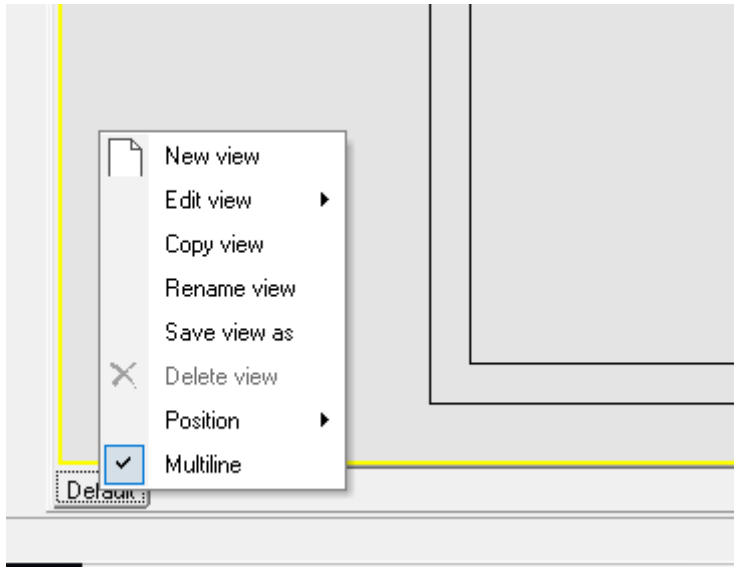 New view
Edit view
Copy view
Rename view
Save view as
Delete view
Position
Multiline
Default